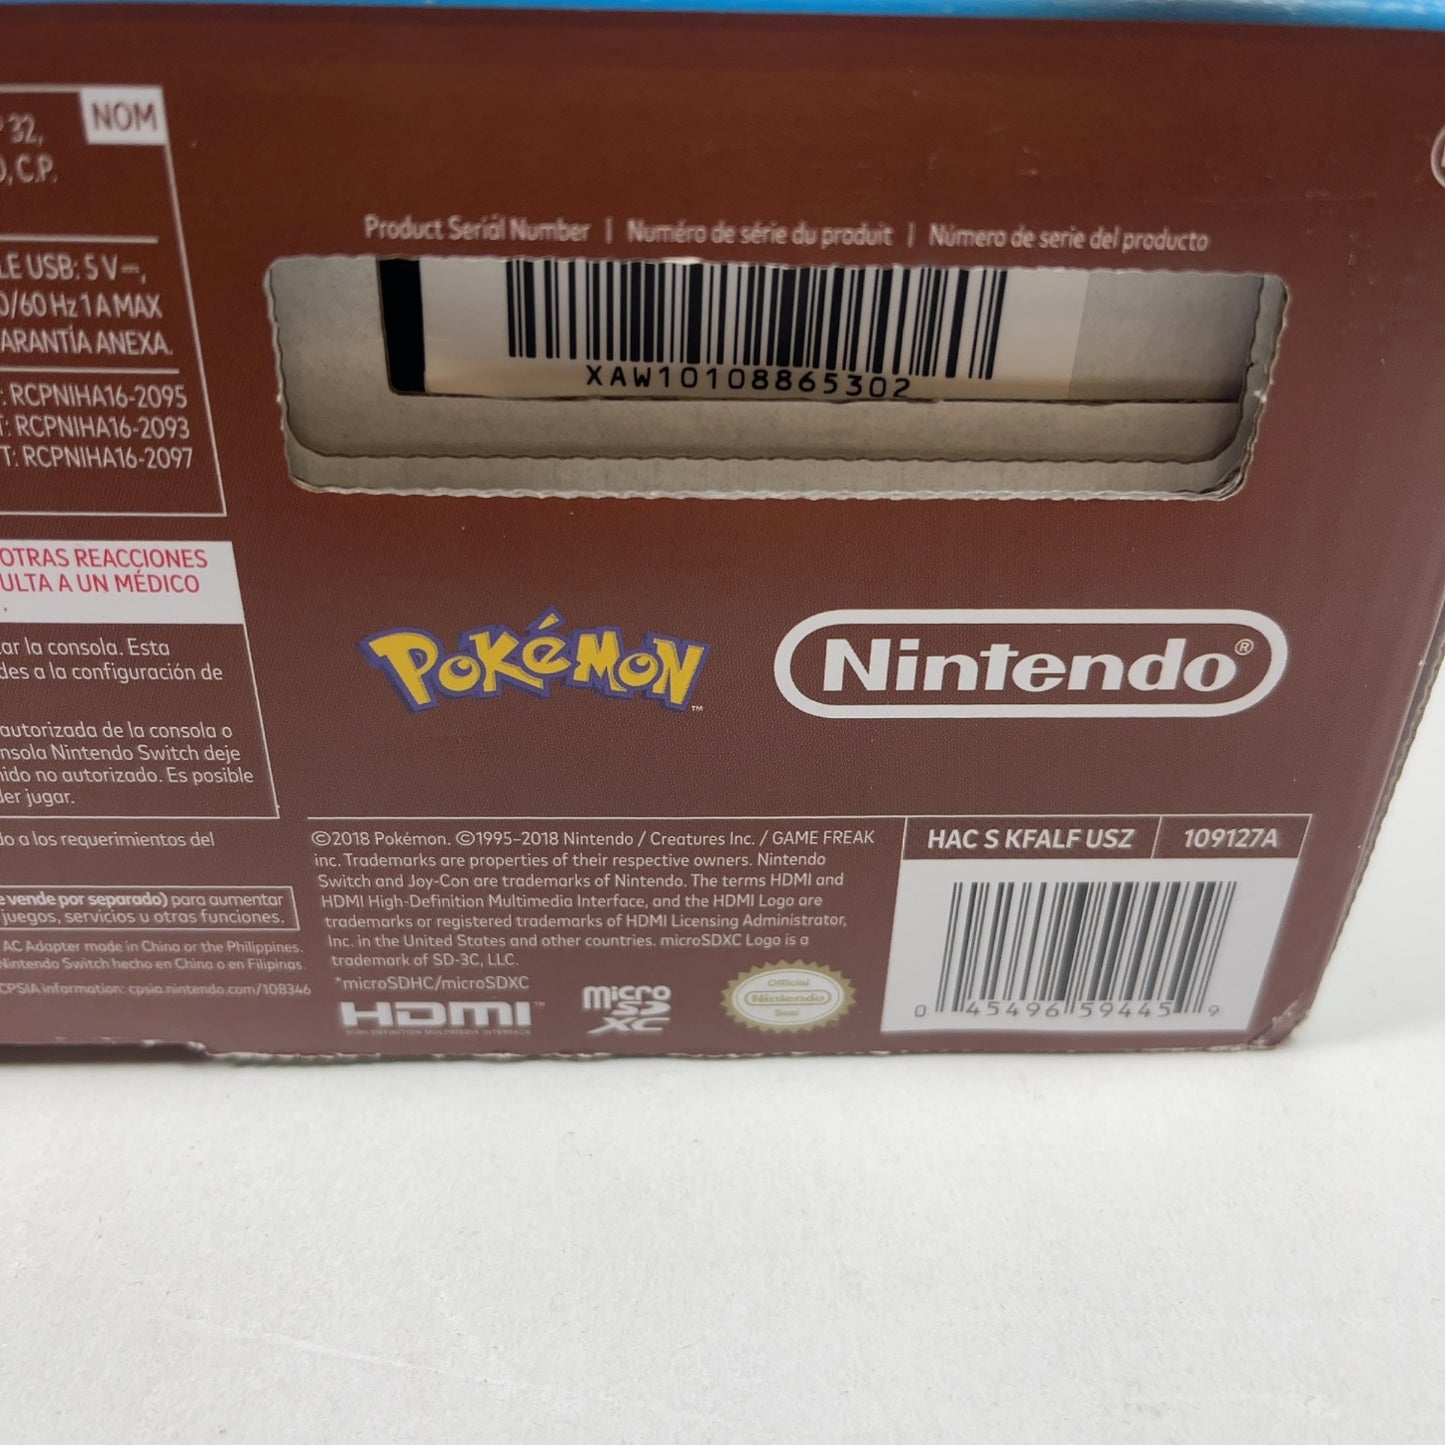 NOM
32,
C.P.
LE USB: 5 V⎓,
0/60 Hz 1 A MAX
ARANTÍA ANEXA.
: RCPNIHA16-2095
T: RCPNIHA16-2093
T: RCPNIHA16-2097
OTRAS REACCIONES
ULTA A UN MÉDICO
ar la consola. Esta
des a la configuración de
autorizada de la consola o
nsola Nintendo Switch deje
nido no autorizado. Es posible
der jugar.
do a los requerimientos del
e vende por separado) para aumentar
juegos, servicios u otras funciones.
AC Adapter made in China or the Philippines.
Nintendo Switch hecho en China o en Filipinas.
CPSIA information: cpsia.nintendo.com/108346
Product Serial Number | Numéro de série du produit | Número de serie del producto
XAW10108865302
POKéMON™
Nintendo®
©2018 Pokémon. ©1995–2018 Nintendo / Creatures Inc. / GAME FREAK
inc. Trademarks are properties of their respective owners. Nintendo
Switch and Joy-Con are trademarks of Nintendo. The terms HDMI and
HDMI High-Definition Multimedia Interface, and the HDMI Logo are
trademarks or registered trademarks of HDMI Licensing Administrator,
Inc. in the United States and other countries. microSDXC Logo is a
trademark of SD-3C, LLC.
*microSDHC/microSDXC
HDMI™
HIGH-DEFINITION MULTIMEDIA INTERFACE
Micro
SD
XC
Official
Nintendo
Seal
HAC S KFALF USZ 109127A
0 45496 59445 9